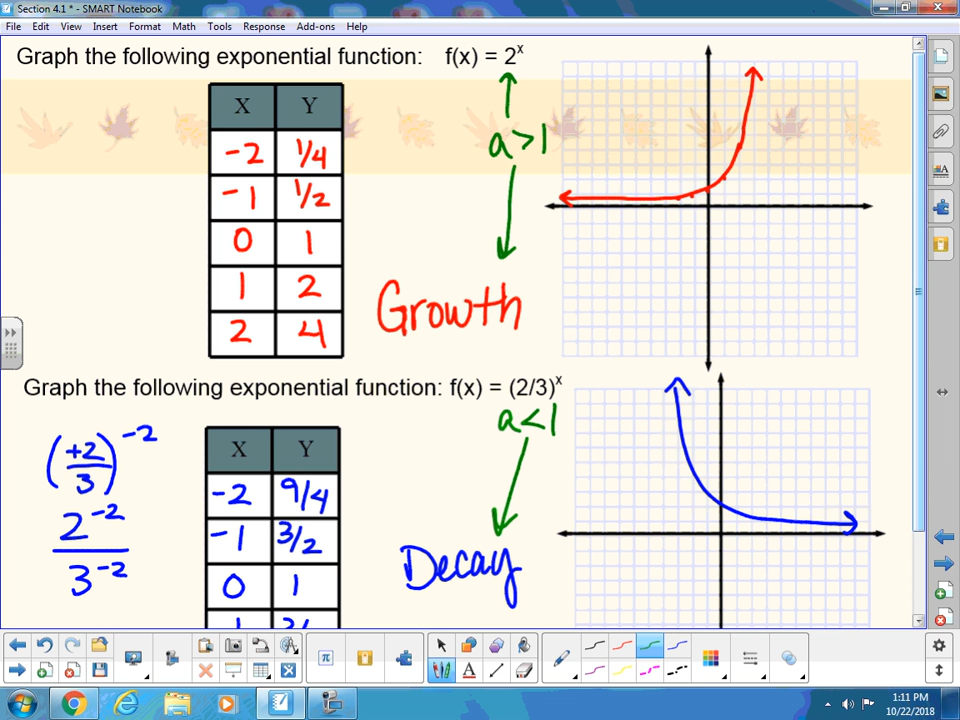 Section 4.1 * - SMART Notebook
File Edit View Insert Format Math Tools Response Add-ons Help
Graph the following exponential function: f(x) = 2ˣ
X Y
-2 1/4
-1 1/2
0 1
1 2
2 4
a>1
Growth
Graph the following exponential function: f(x) = (2/3)ˣ
(+2/3)⁻²
2⁻²
3⁻²
X Y
-2 9/4
-1 3/2
0 1
a<1
Decay
1:11 PM
10/22/2018